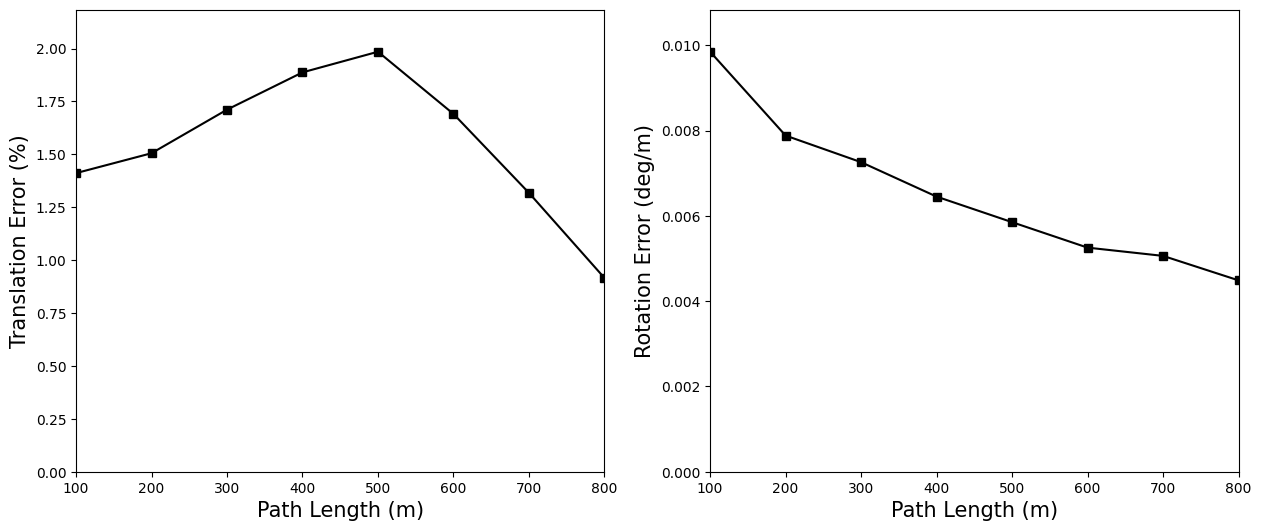 Translation Error (%)
2.00
1.75
1.50
1.25
1.00
0.75
0.50
0.25
0.00
100 200 300 400 500 600 700 800
Path Length (m)
Rotation Error (deg/m)
0.010
0.008
0.006
0.004
0.002
0.000
100 200 300 400 500 600 700 800
Path Length (m)